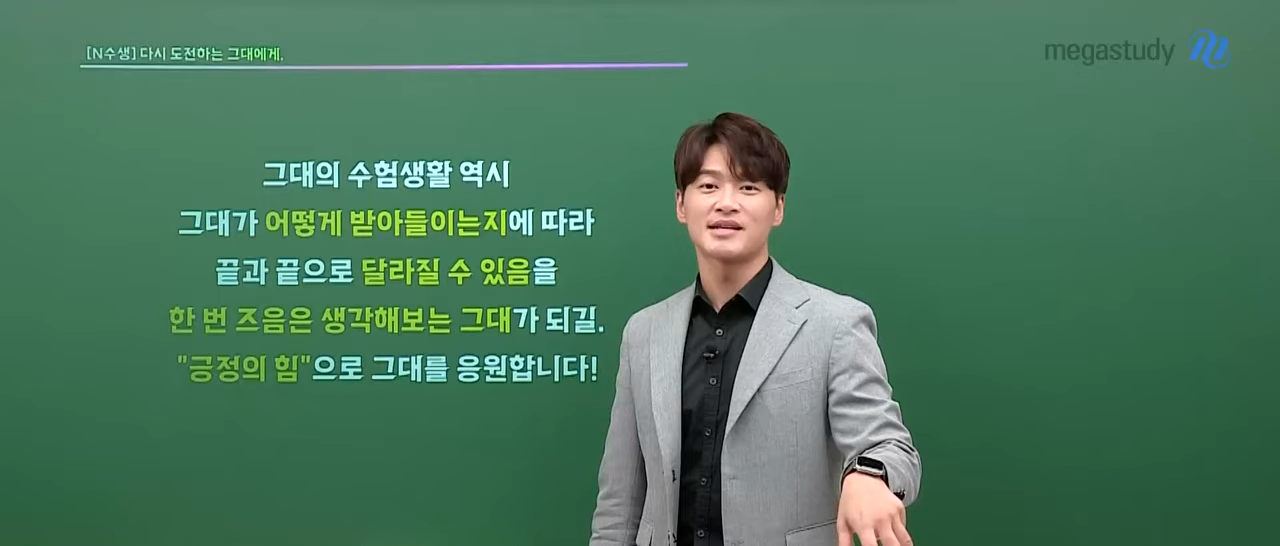 [N수생] 다시 도전하는 그대에게.
megastudy
그대의 수험생활 역시
그대가 어떻게 받아들이는지에 따라
끝과 끝으로 달라질 수 있음을
한 번 즈음은 생각해보는 그대가 되길.
"긍정의 힘"으로 그대를 응원합니다!